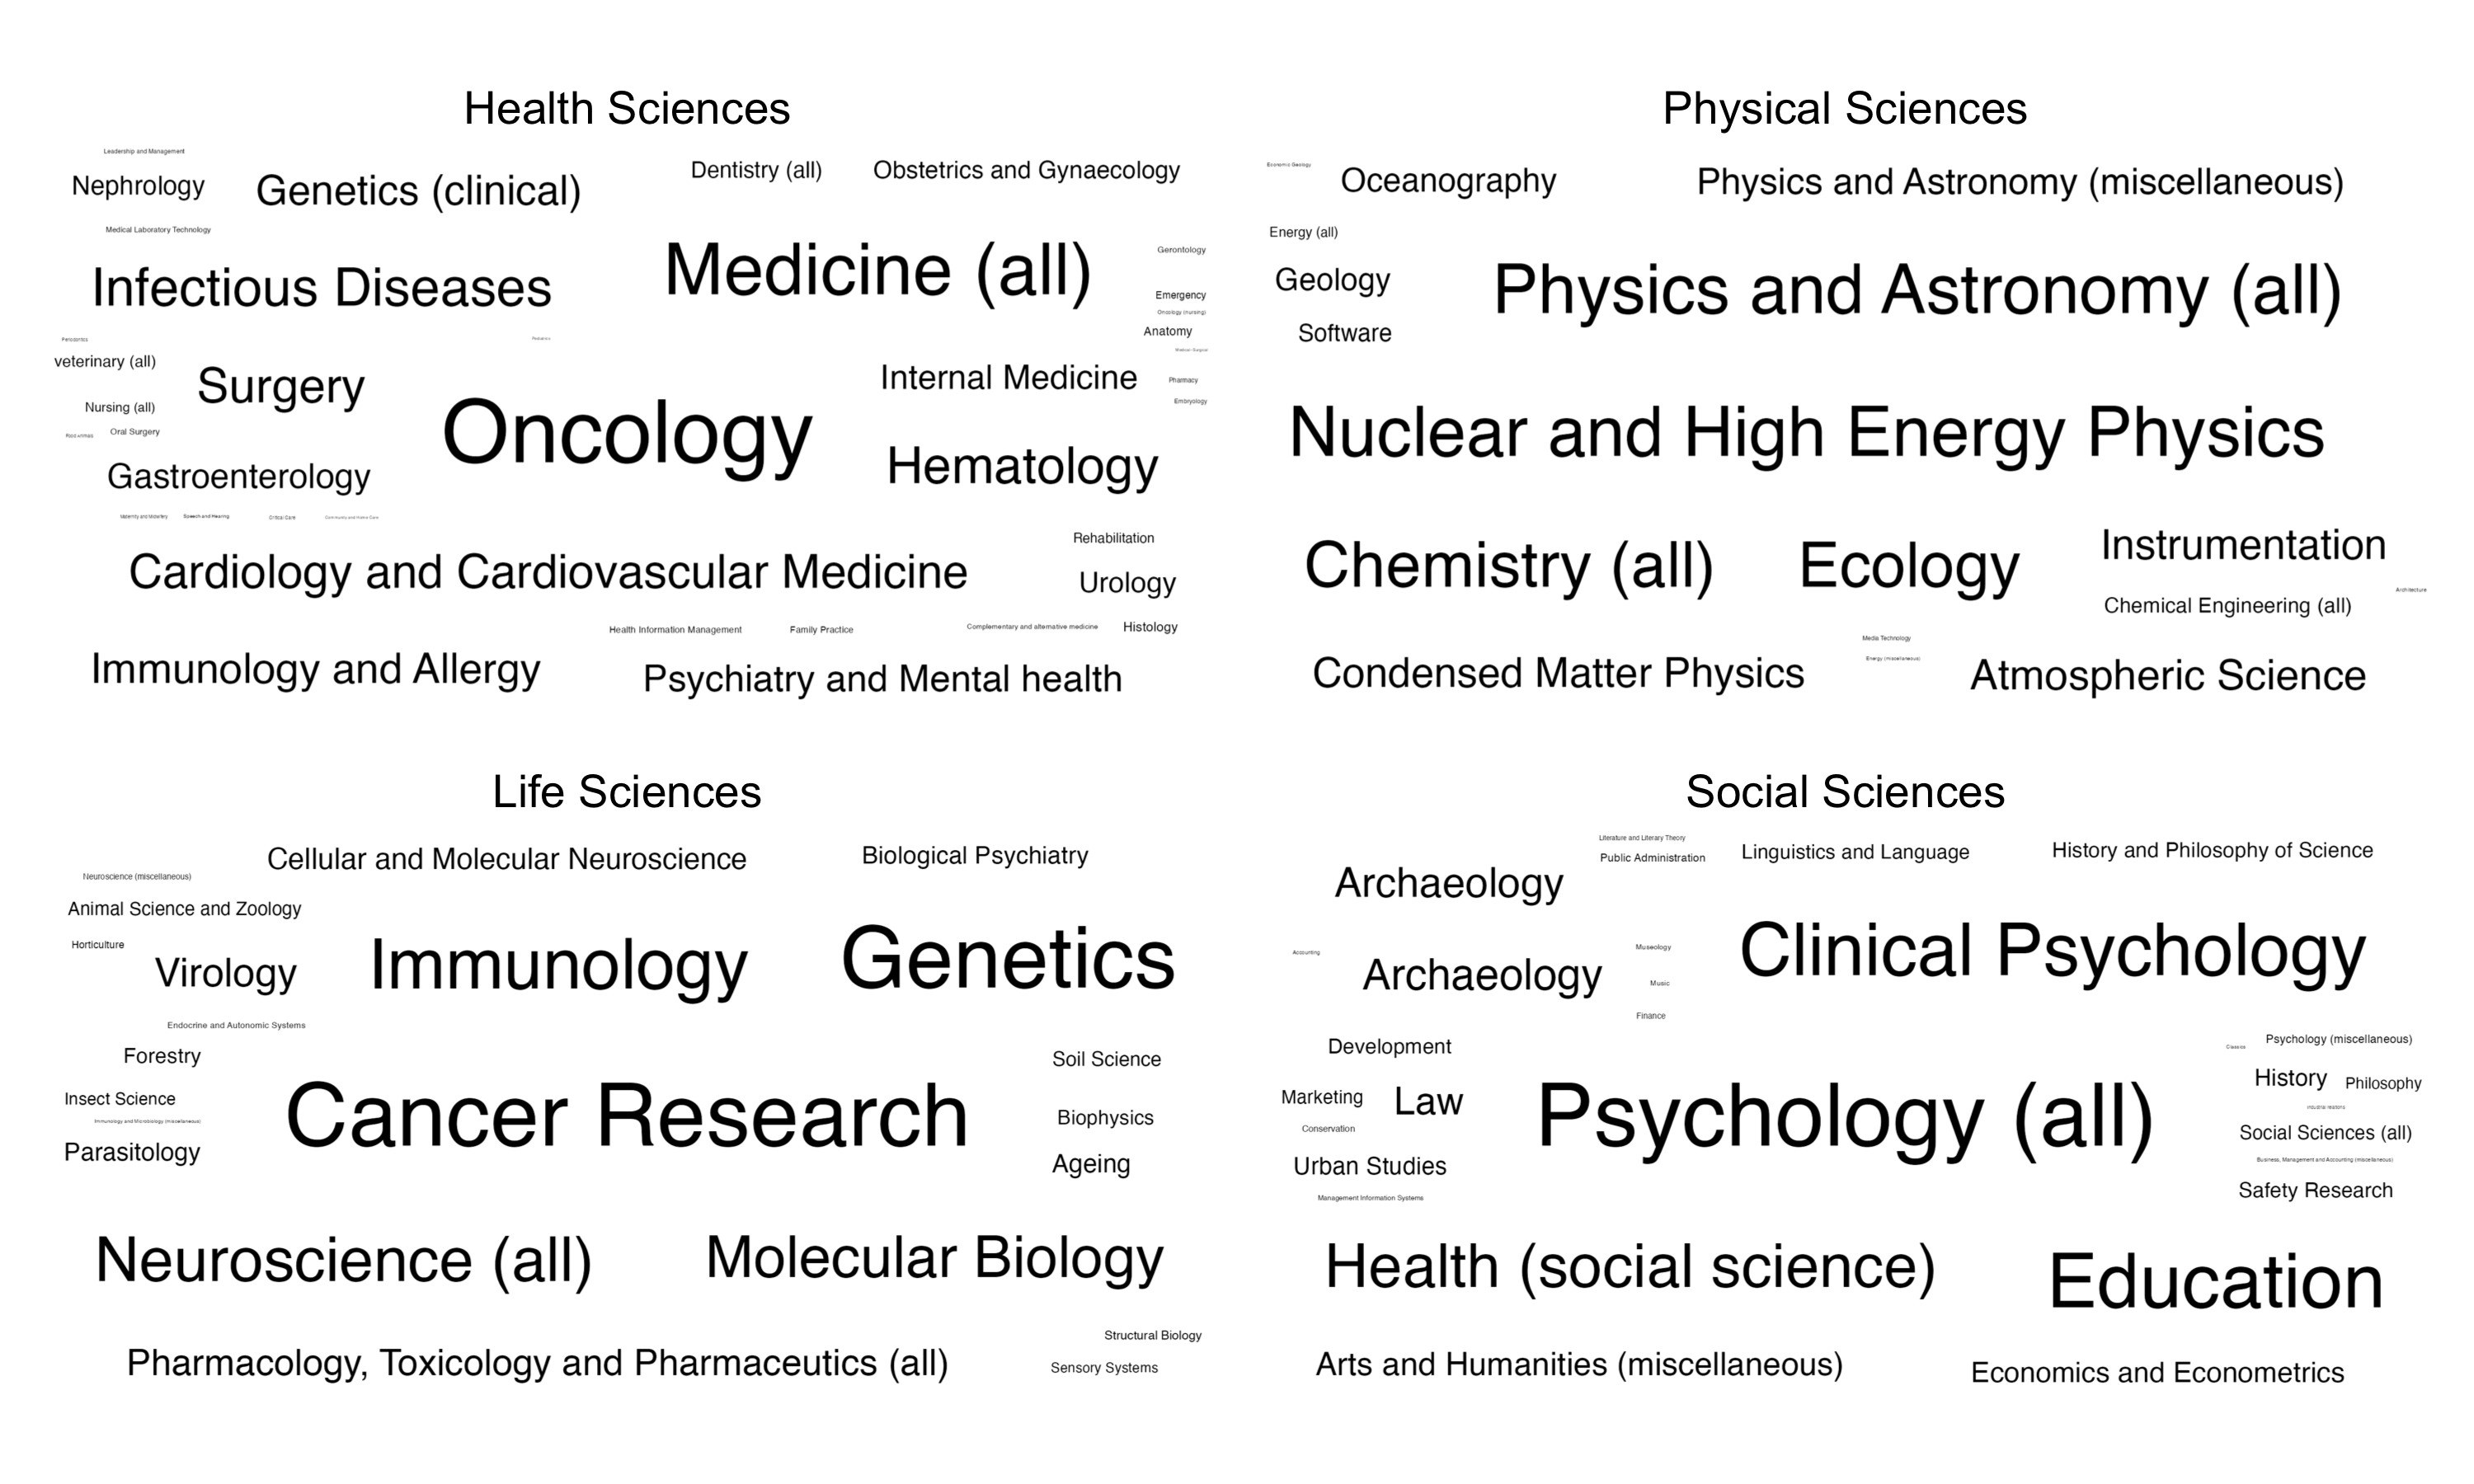 Health Sciences
Leadership and Management
Nephrology
Genetics (clinical)
Dentistry (all)
Obstetrics and Gynaecology
Medical Laboratory Technology
Infectious Diseases
Medicine (all)
Gerontology
Emergency
Oncology (nursing)
Anatomy
Periodontics
Pediatrics
veterinary (all)
Surgery
Internal Medicine
Medical–Surgical
Pharmacy
Embryology
Nursing (all)
Oral Surgery
Food Animals
Oncology
Hematology
Gastroenterology
Maternity and Midwifery
Speech and Hearing
Critical Care
Community and Home Care
Cardiology and Cardiovascular Medicine
Rehabilitation
Urology
Health Information Management
Family Practice
Complementary and alternative medicine
Histology
Immunology and Allergy
Psychiatry and Mental health
Physical Sciences
Economic Geology
Oceanography
Physics and Astronomy (miscellaneous)
Energy (all)
Geology
Physics and Astronomy (all)
Software
Nuclear and High Energy Physics
Chemistry (all)
Ecology
Instrumentation
Architecture
Chemical Engineering (all)
Media Technology
Energy (miscellaneous)
Condensed Matter Physics
Atmospheric Science
Life Sciences
Cellular and Molecular Neuroscience
Biological Psychiatry
Neuroscience (miscellaneous)
Animal Science and Zoology
Horticulture
Virology
Immunology
Genetics
Endocrine and Autonomic Systems
Forestry
Soil Science
Insect Science
Cancer Research
Biophysics
Immunology and Microbiology (miscellaneous)
Parasitology
Ageing
Neuroscience (all)
Molecular Biology
Structural Biology
Pharmacology, Toxicology and Pharmaceutics (all)
Sensory Systems
Social Sciences
Literature and Literary Theory
Public Administration
Linguistics and Language
History and Philosophy of Science
Archaeology
Accounting
Museology
Clinical Psychology
Archaeology
Music
Finance
Development
Classics
Psychology (miscellaneous)
History
Philosophy
Marketing
Law
Psychology (all)
industrial relations
Conservation
Social Sciences (all)
Urban Studies
Business, Management and Accounting (miscellaneous)
Safety Research
Management Information Systems
Health (social science)
Education
Arts and Humanities (miscellaneous)
Economics and Econometrics